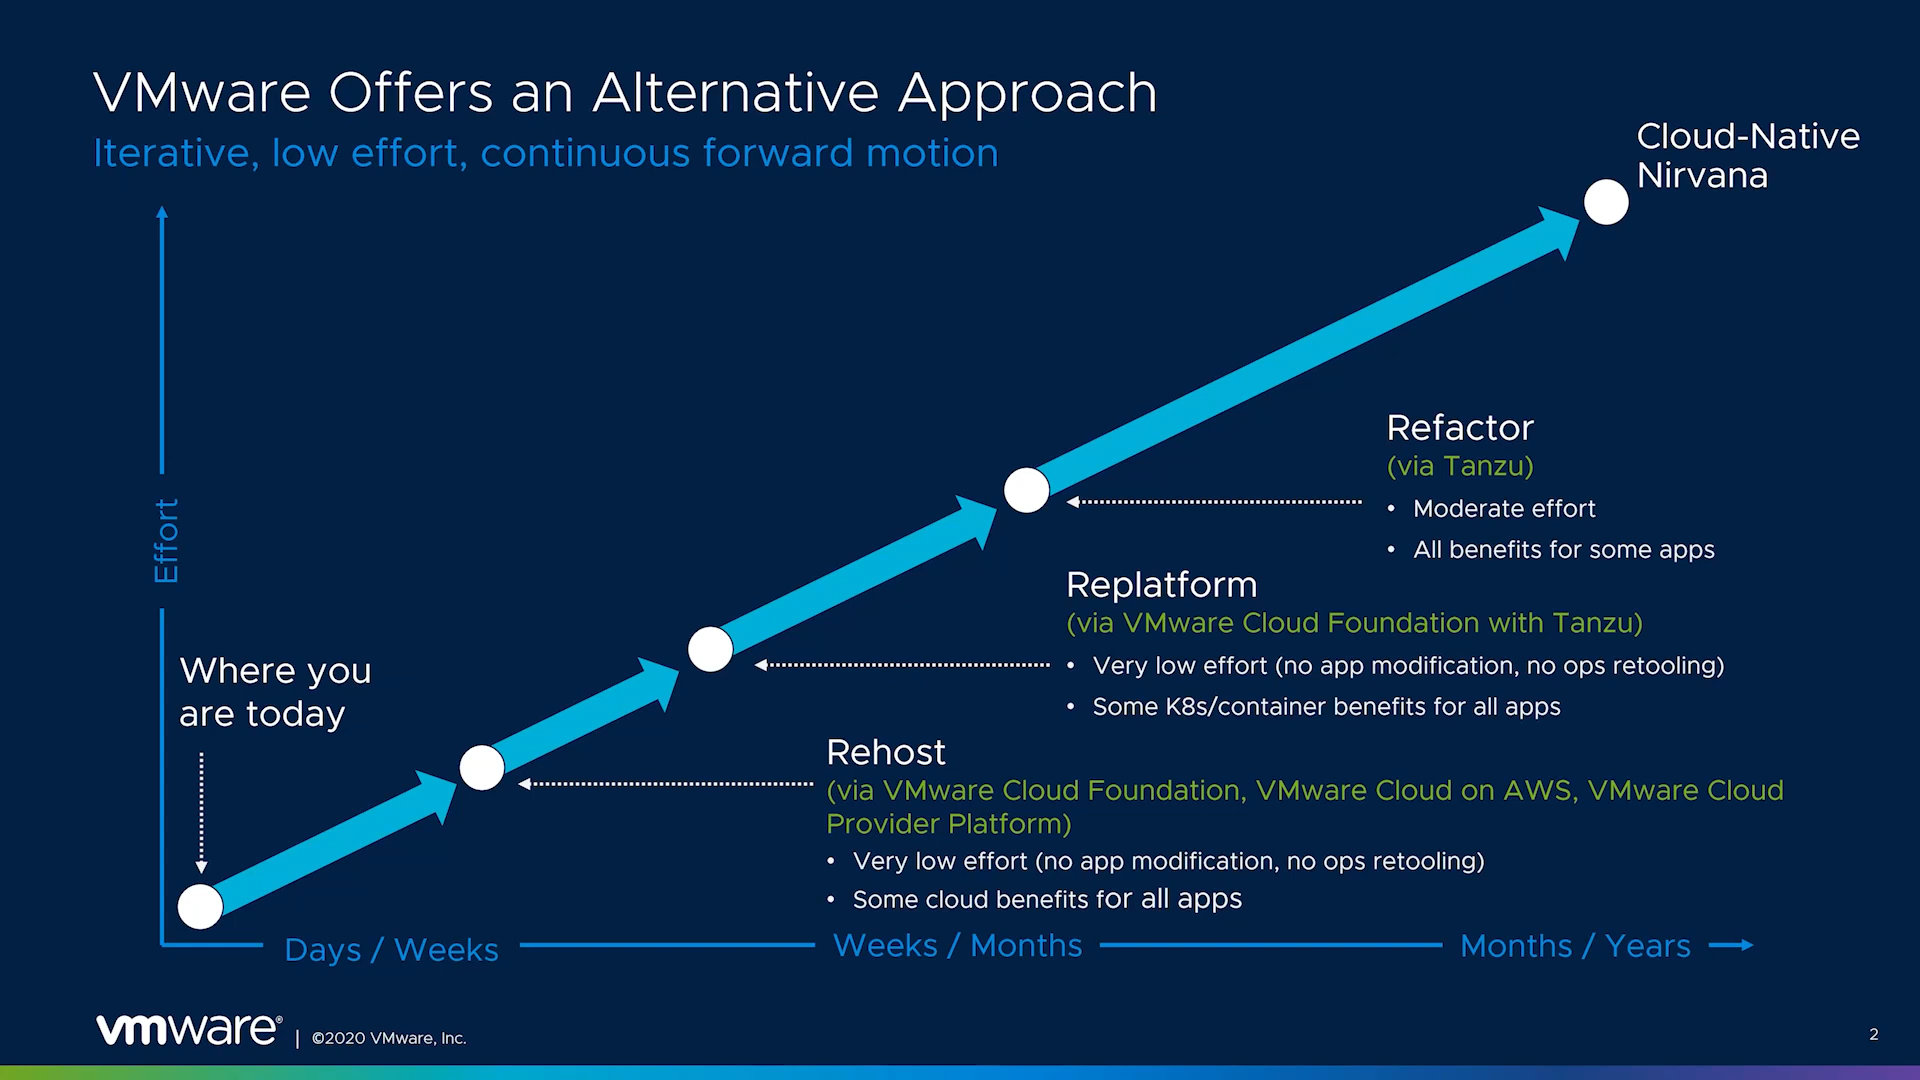 VMware Offers an Alternative Approach
Iterative, low effort, continuous forward motion
Cloud-Native
Nirvana
Refactor
(via Tanzu)
• Moderate effort
• All benefits for some apps
Replatform
(via VMware Cloud Foundation with Tanzu)
• Very low effort (no app modification, no ops retooling)
• Some K8s/container benefits for all apps
Rehost
(via VMware Cloud Foundation, VMware Cloud on AWS, VMware Cloud
Provider Platform)
• Very low effort (no app modification, no ops retooling)
• Some cloud benefits for all apps
Where you
are today
Effort
Days / Weeks
Weeks / Months
Months / Years
vmware® | ©2020 VMware, Inc.
2